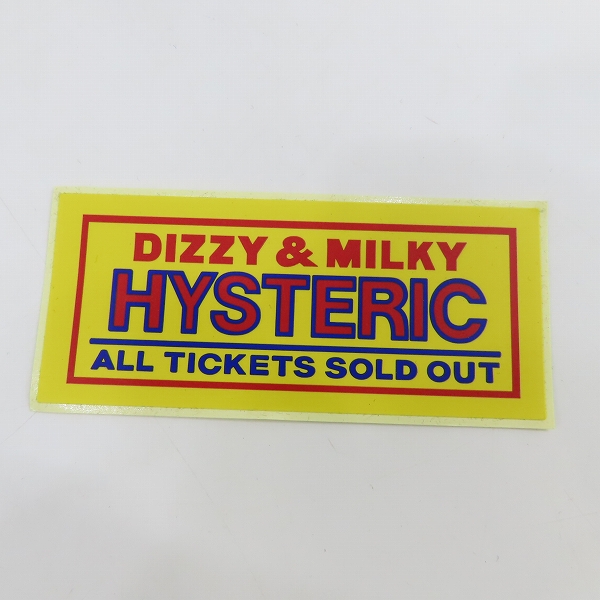 DIZZY & MILKY
HYSTERIC
ALL TICKETS SOLD OUT